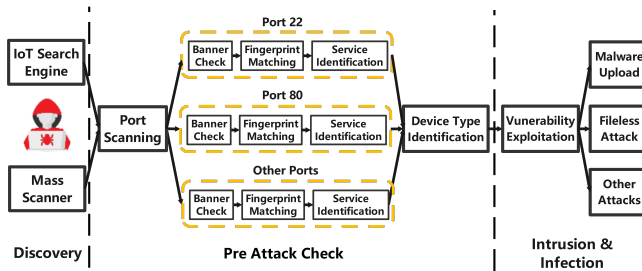 Port 22
IoT Search
Engine
Banner
Check
Fingerprint
Matching
Service
Identification
Malware
Upload
Port 80
Port
Scanning
Banner
Check
Fingerprint
Matching
Service
Identification
Device Type
Identification
Vunerability
Exploitation
Fileless
Attack
Other Ports
Mass
Scanner
Banner
Check
Fingerprint
Matching
Service
Identification
Other
Attacks
Discovery
Pre Attack Check
Intrusion &
Infection